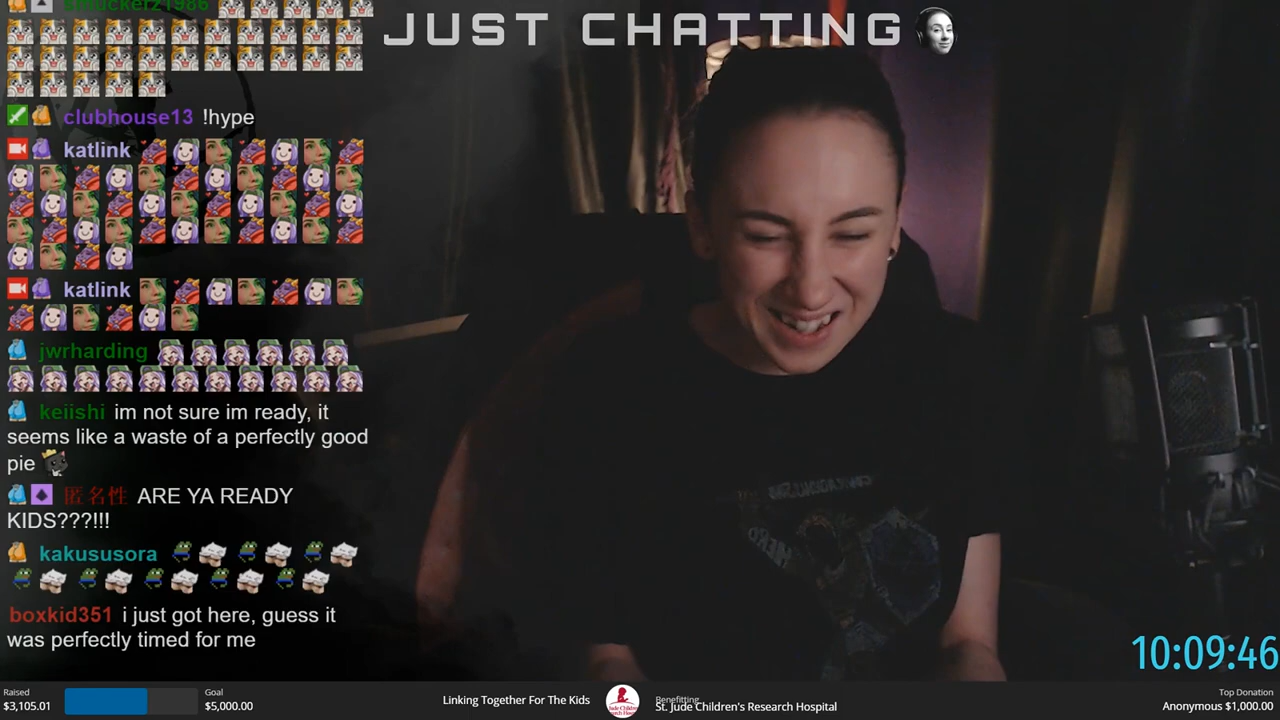 smuckerz1986
JUST CHATTING
clubhouse13 !hype
katlink
katlink
jwrharding
keiishi im not sure im ready, it
seems like a waste of a perfectly good
pie
匿名性 ARE YA READY
KIDS???!!!
kakususora
boxkid351 i just got here, guess it
was perfectly timed for me
HERO
10:09:46
Raised
$3,105.01
Goal
$5,000.00
Linking Together For The Kids
Benefitting
St. Jude Children's Research Hospital
Top Donation
Anonymous $1,000.00